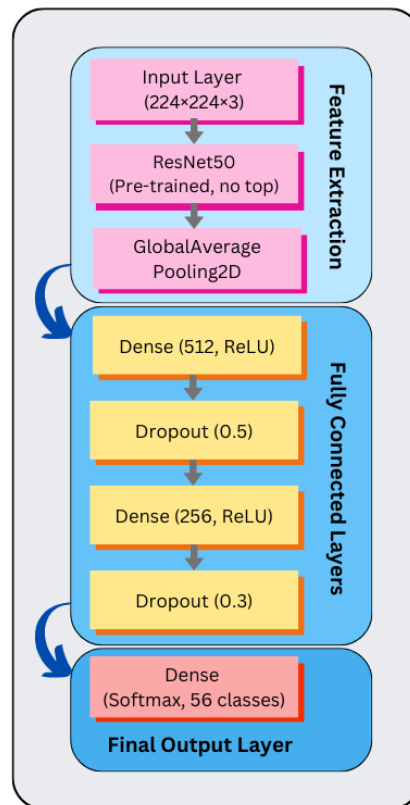 Input Layer
(224×224×3)
ResNet50
(Pre-trained, no top)
GlobalAverage
Pooling2D
Feature Extraction
Dense (512, ReLU)
Dropout (0.5)
Dense (256, ReLU)
Dropout (0.3)
Fully Connected Layers
Dense
(Softmax, 56 classes)
Final Output Layer